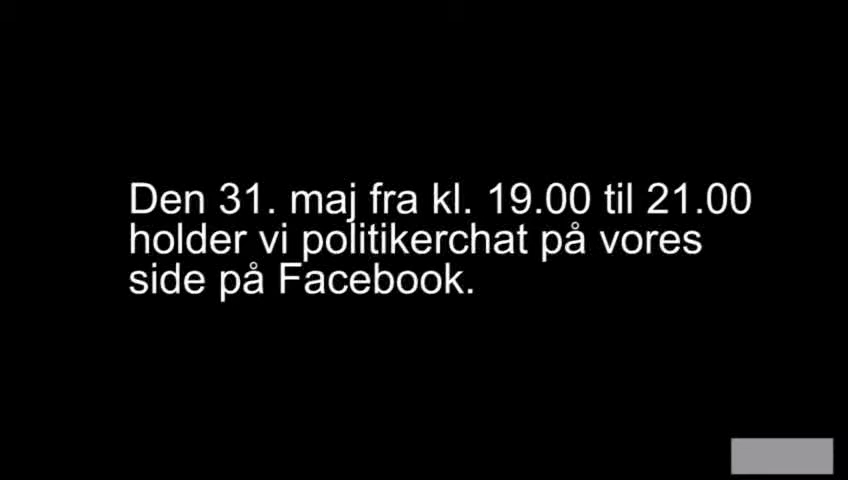 Den 31. maj fra kl. 19.00 til 21.00
holder vi politikerchat på vores
side på Facebook.